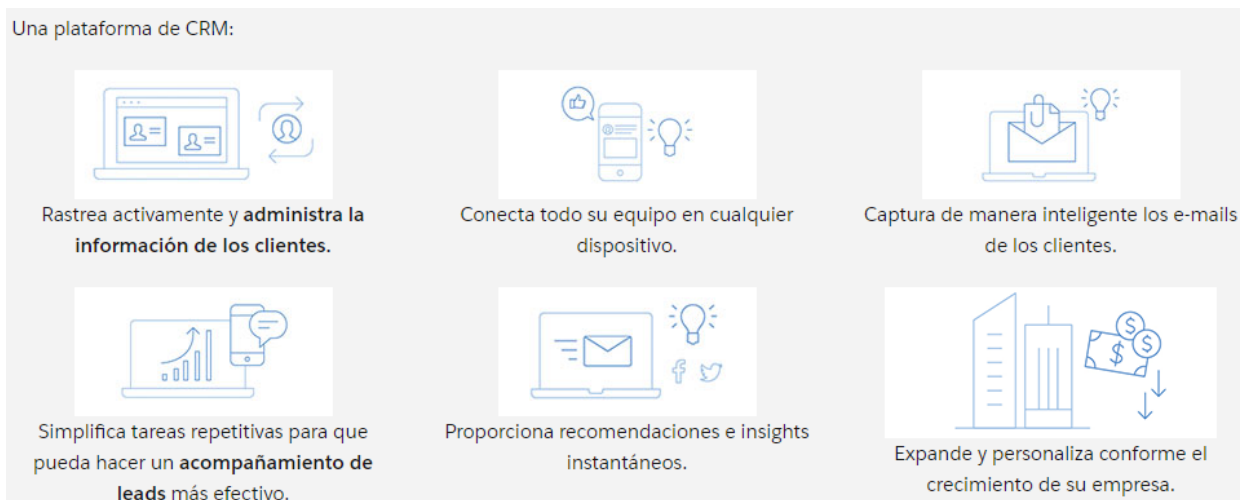 Una plataforma de CRM:
Rastrea activamente y administra la
información de los clientes.
Conecta todo su equipo en cualquier
dispositivo.
Captura de manera inteligente los e-mails
de los clientes.
Simplifica tareas repetitivas para que
pueda hacer un acompañamiento de
leads más efectivo.
Proporciona recomendaciones e insights
instantáneos.
Expande y personaliza conforme el
crecimiento de su empresa.